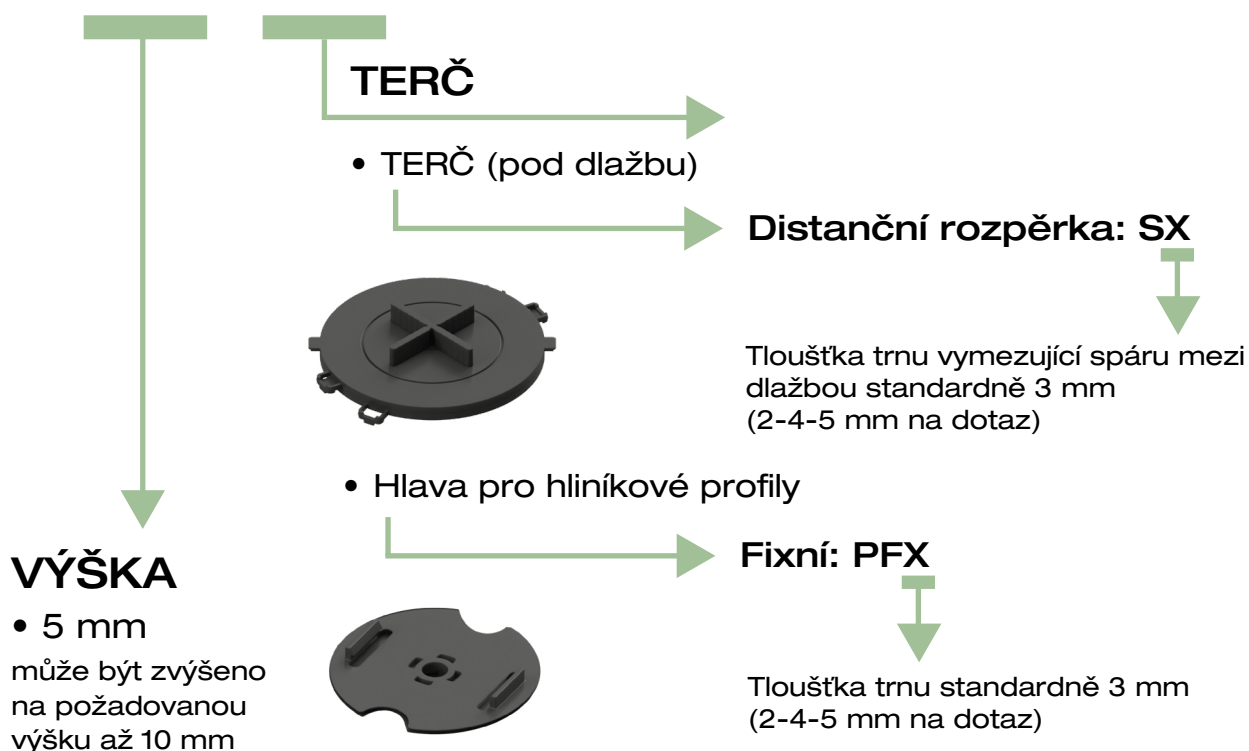 TERČ
• TERČ (pod dlažbu)
Distanční rozpěrka: SX
Tloušťka trnu vymezující spáru mezi
dlažbou standardně 3 mm
(2-4-5 mm na dotaz)
• Hlava pro hliníkové profily
Fixní: PFX
Tloušťka trnu standardně 3 mm
(2-4-5 mm na dotaz)
VÝŠKA
• 5 mm
může být zvýšeno
na požadovanou
výšku až 10 mm